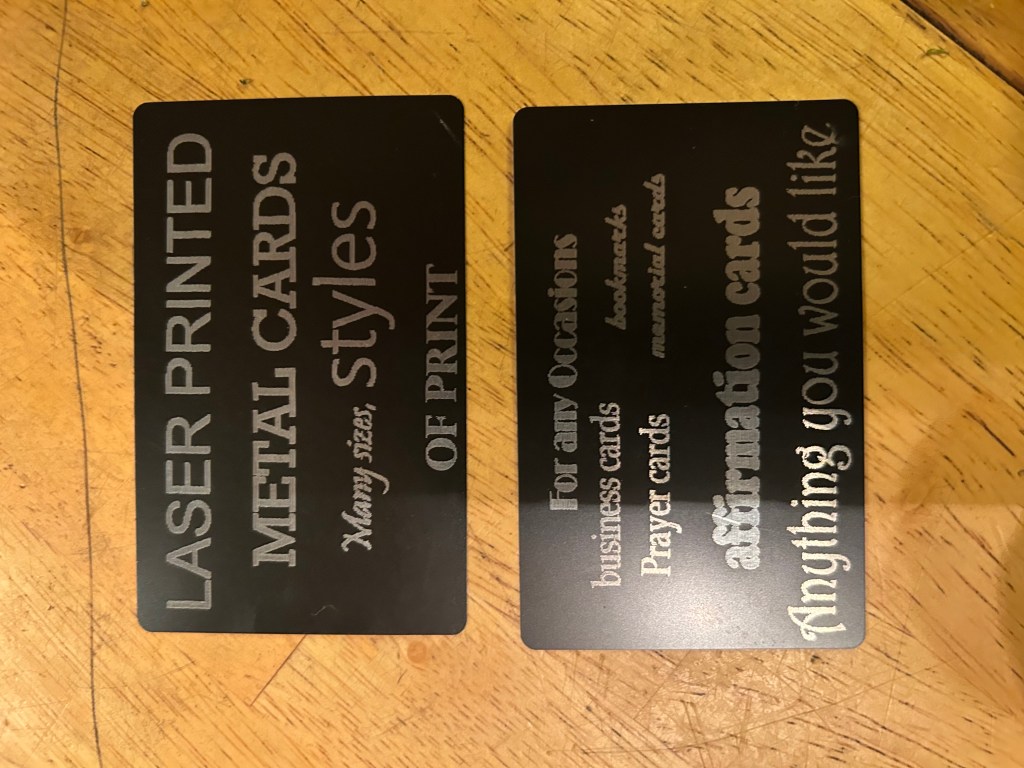 LASER PRINTED
METAL CARDS
Many sizes, styles
OF PRINT
For any Occasions
business cards bookmarks
Prayer cards memorial cards
affirmation cards
Anything you would like